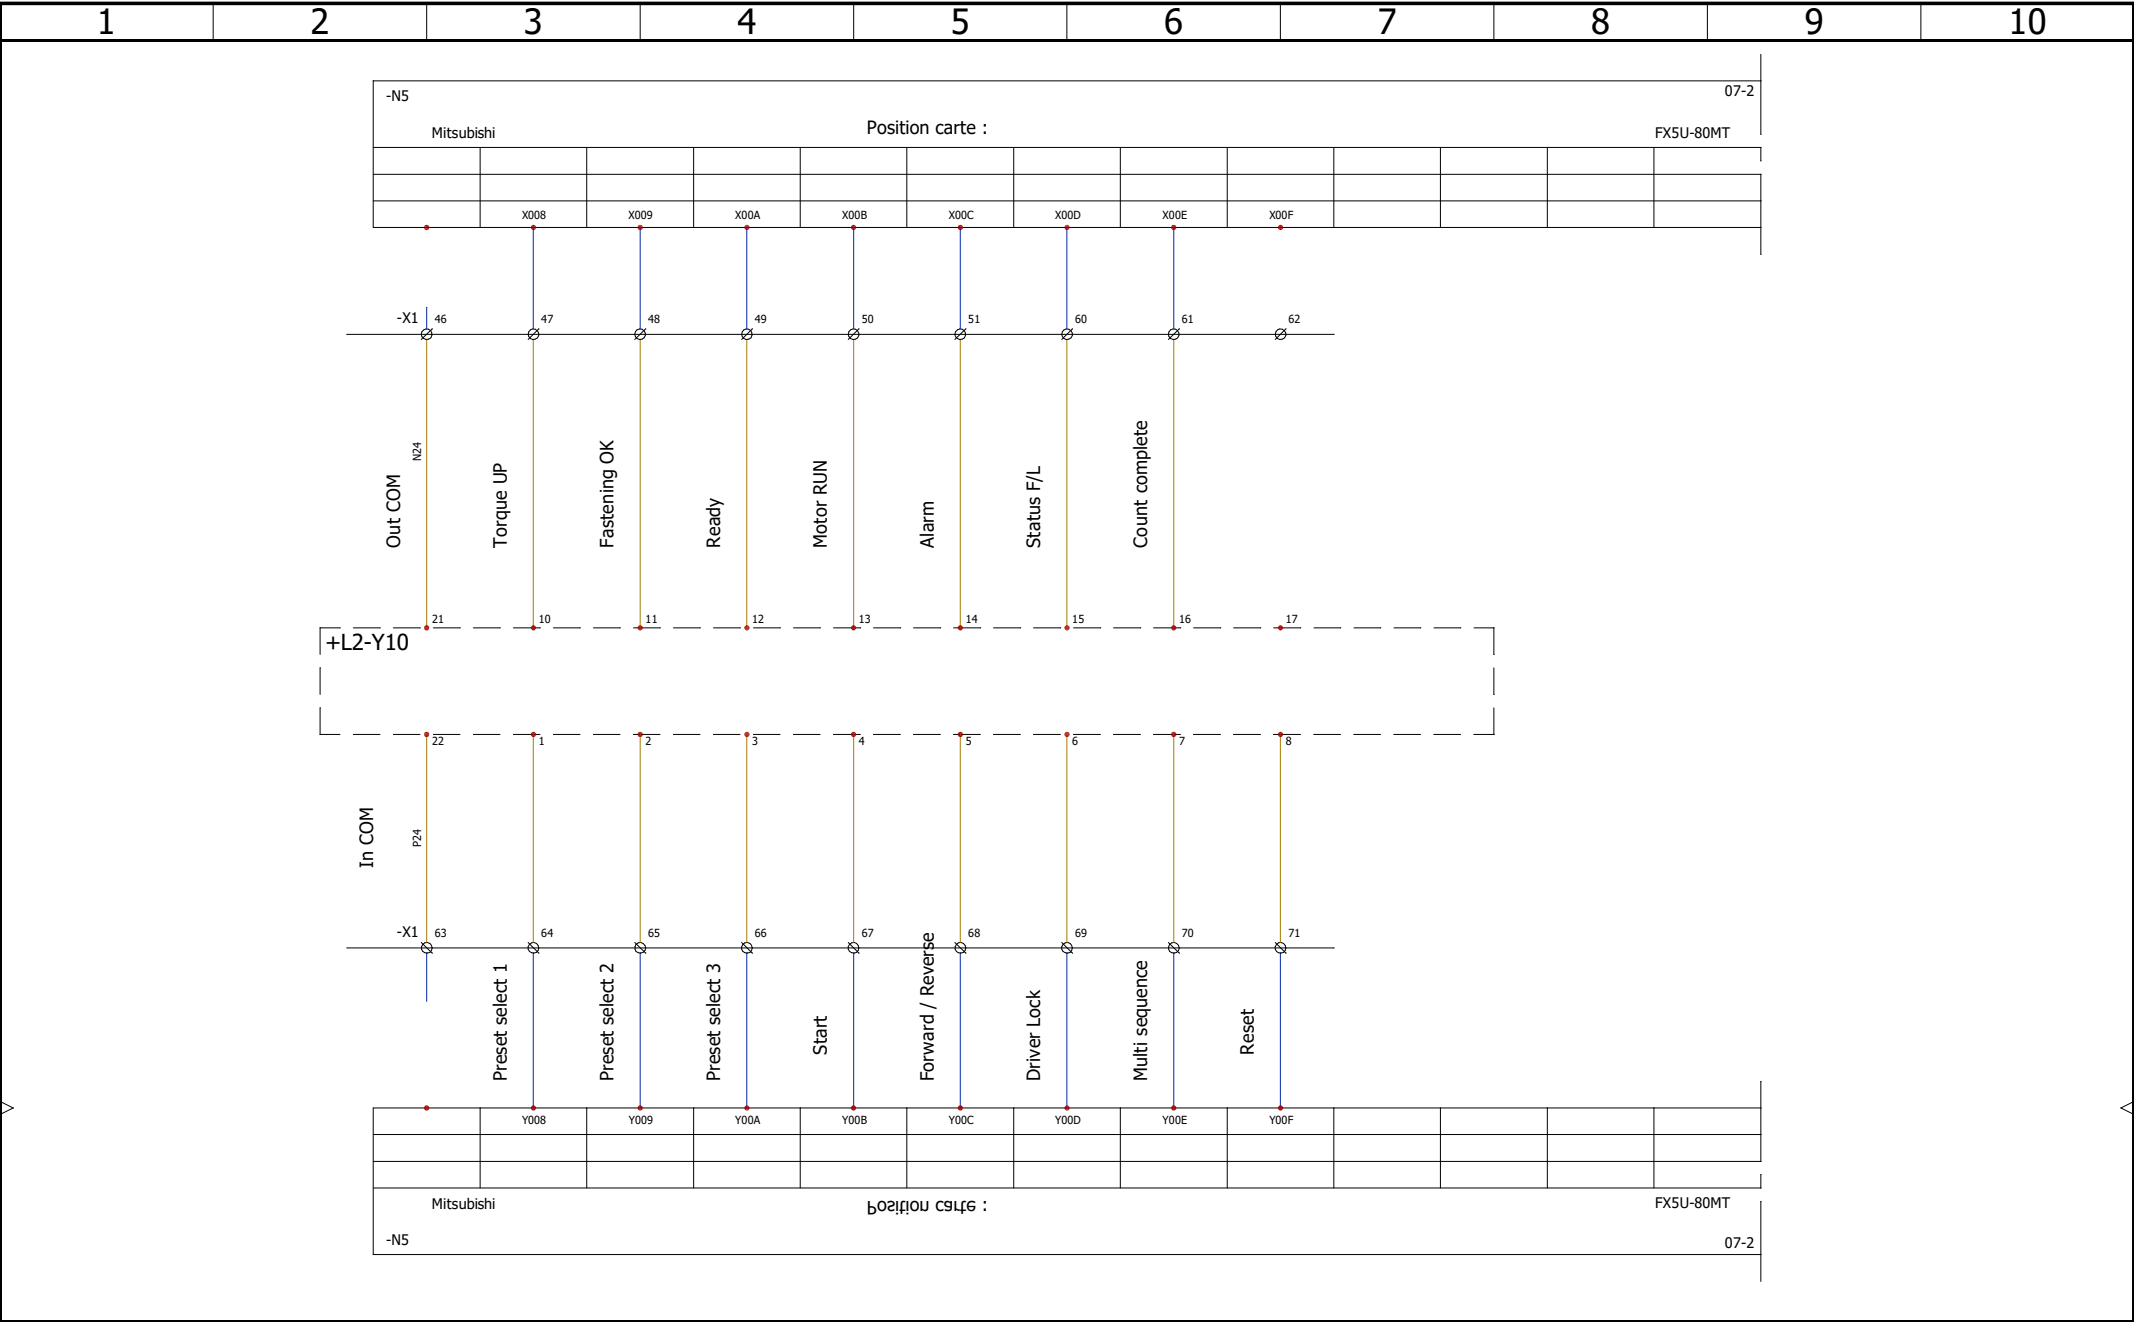 1 2 3 4 5 6 7 8 9 10
-N5 07-2
Mitsubishi Position carte : FX5U-80MT
X008 X009 X00A X00B X00C X00D X00E X00F
-X1 46 47 48 49 50 51 60 61 62
N24
Out COM
Torque UP
Fastening OK
Ready
Motor RUN
Alarm
Status F/L
Count complete
21 10 11 12 13 14 15 16 17
+L2-Y10
22 1 2 3 4 5 6 7 8
In COM
P24
-X1 63 64 65 66 67 68 69 70 71
Preset select 1
Preset select 2
Preset select 3
Start
Forward / Reverse
Driver Lock
Multi sequence
Reset
Y008 Y009 Y00A Y00B Y00C Y00D Y00E Y00F
Mitsubishi Position carte : FX5U-80MT
-N5 07-2